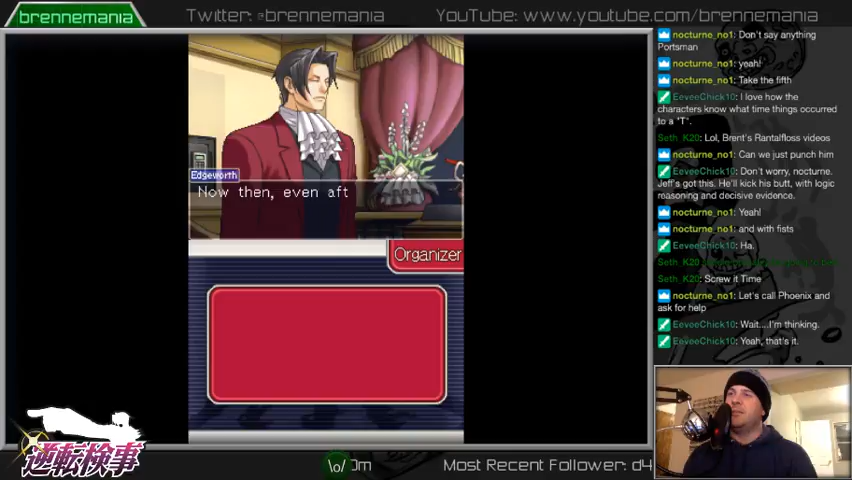 brennemania
Twitter: @brennemania
YouTube: www.youtube.com/brennemania
Edgeworth
Now then, even aft
Organizer
nocturne_no1: Don't say anything
Portsman
nocturne_no1: yeah!
nocturne_no1: Take the fifth
EeveeChick10: I love how the
characters know what time things occurred
to a *T*.
Seth_K20: Lol, Brent's Rantalfloss videos
nocturne_no1: Can we just punch him
EeveeChick10: Don't worry, nocturne.
Jeff's got this. He'll kick his butt, with logic
reasoning and decisive evidence.
nocturne_no1: Yeah!
nocturne_no1: and with fists
EeveeChick10: Ha.
Seth_K20:
Seth_K20: Screw it Time
nocturne_no1: Let's call Phoenix and
ask for help
EeveeChick10: Wait....I'm thinking.
EeveeChick10: Yeah, that's it.
逆転検事
\o/
0m
Most Recent Follower: d4